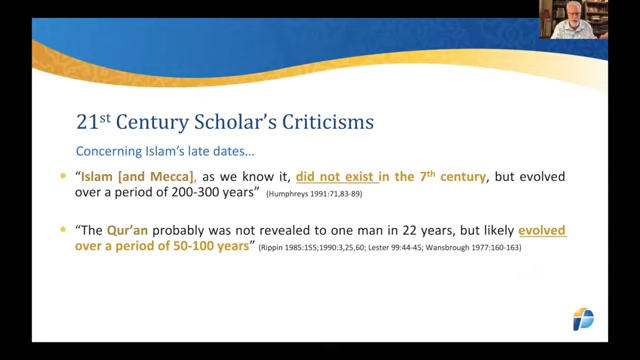 21st Century Scholar's Criticisms
Concerning Islam's late dates…
"Islam [and Mecca], as we know it, did not exist in the 7th century, but evolved
over a period of 200-300 years" (Humphreys 1991:71,83-89)
"The Qur'an probably was not revealed to one man in 22 years, but likely evolved
over a period of 50-100 years" (Rippin 1985:155;1990:3,25,60; Lester 99:44-45; Wansbrough 1977:160-163)